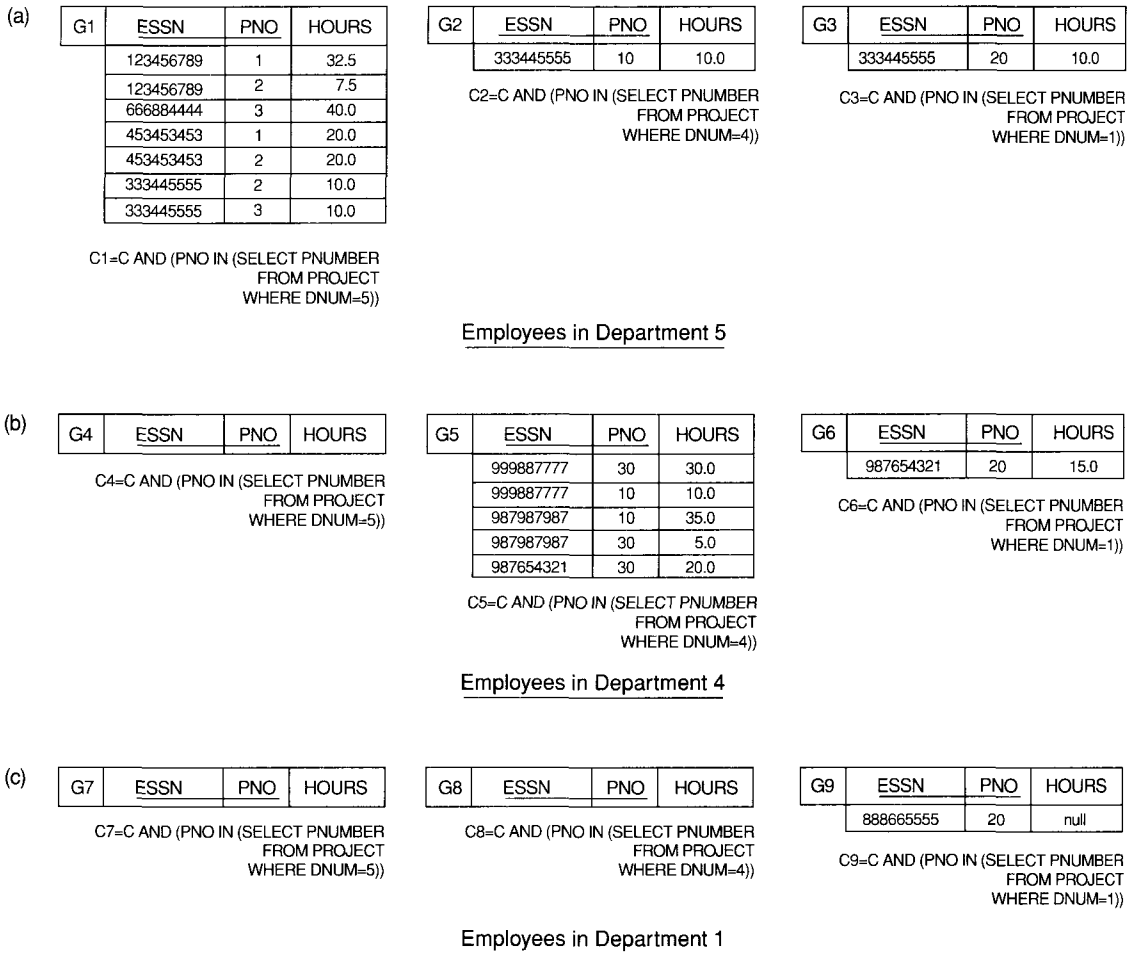 (a)
G1 ESSN PNO HOURS
123456789 1 32.5
123456789 2 7.5
666884444 3 40.0
453453453 1 20.0
453453453 2 20.0
333445555 2 10.0
333445555 3 10.0
C1=C AND (PNO IN (SELECT PNUMBER
FROM PROJECT
WHERE DNUM=5))
G2 ESSN PNO HOURS
333445555 10 10.0
C2=C AND (PNO IN (SELECT PNUMBER
FROM PROJECT
WHERE DNUM=4))
G3 ESSN PNO HOURS
333445555 20 10.0
C3=C AND (PNO IN (SELECT PNUMBER
FROM PROJECT
WHERE DNUM=1))
Employees in Department 5
(b)
G4 ESSN PNO HOURS
C4=C AND (PNO IN (SELECT PNUMBER
FROM PROJECT
WHERE DNUM=5))
G5 ESSN PNO HOURS
999887777 30 30.0
999887777 10 10.0
987987987 10 35.0
987987987 30 5.0
987654321 30 20.0
C5=C AND (PNO IN (SELECT PNUMBER
FROM PROJECT
WHERE DNUM=4))
G6 ESSN PNO HOURS
987654321 20 15.0
C6=C AND (PNO IN (SELECT PNUMBER
FROM PROJECT
WHERE DNUM=1))
Employees in Department 4
(c)
G7 ESSN PNO HOURS
C7=C AND (PNO IN (SELECT PNUMBER
FROM PROJECT
WHERE DNUM=5))
G8 ESSN PNO HOURS
C8=C AND (PNO IN (SELECT PNUMBER
FROM PROJECT
WHERE DNUM=4))
G9 ESSN PNO HOURS
888665555 20 null
C9=C AND (PNO IN (SELECT PNUMBER
FROM PROJECT
WHERE DNUM=1))
Employees in Department 1